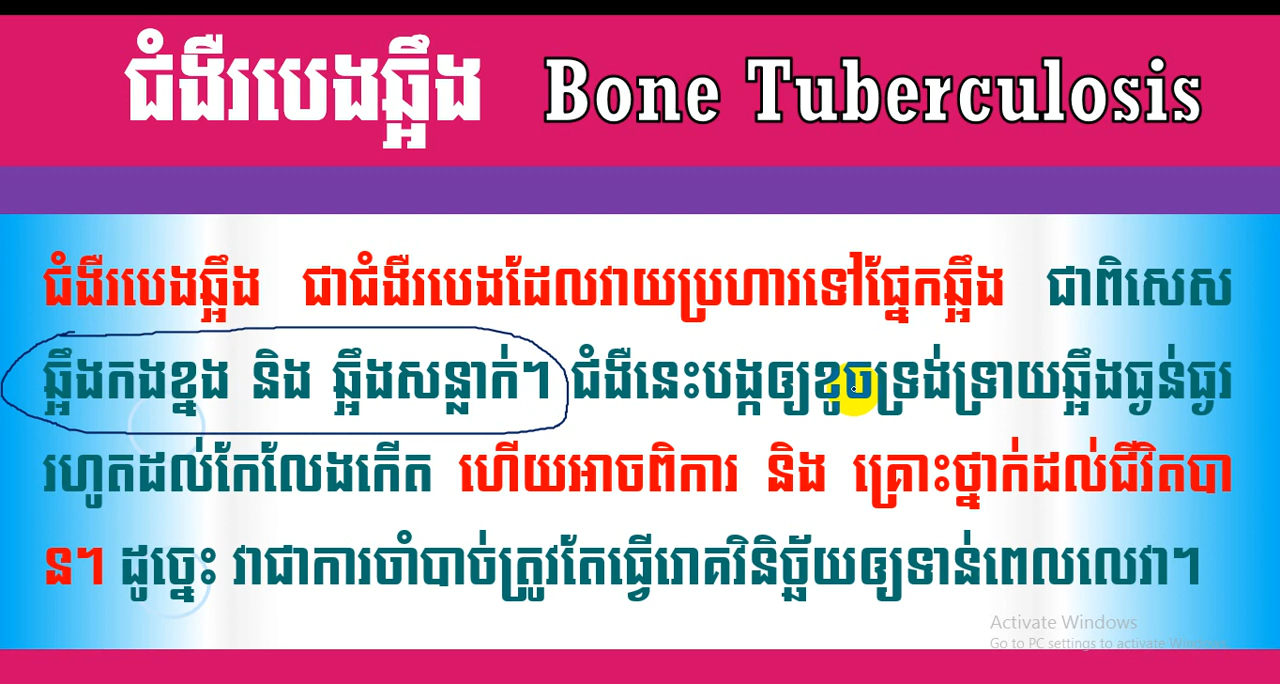 ជំងឺរបេងឆ្អឹង Bone Tuberculosis
ជំងឺរបេងឆ្អឹង ជាជំងឺរបេងដែលវាយប្រហារទៅផ្នែកឆ្អឹង ជាពិសេស
ឆ្អឹងកងខ្នង និង ឆ្អឹងសន្លាក់។ ជំងឺនេះបង្កឲ្យខូចទ្រង់ទ្រាយឆ្អឹងធ្ងន់ធ្ងរ
រហូតដល់កែលែងកើត ហើយអាចពិការ និង គ្រោះថ្នាក់ដល់ជីវិតបា
ន។ ដូច្នេះ វាជាការចាំបាច់ត្រូវតែធ្វើរោគវិនិច្ឆ័យឲ្យទាន់ពេលលេវា។
Activate Windows
Go to PC settings to activate Windows.